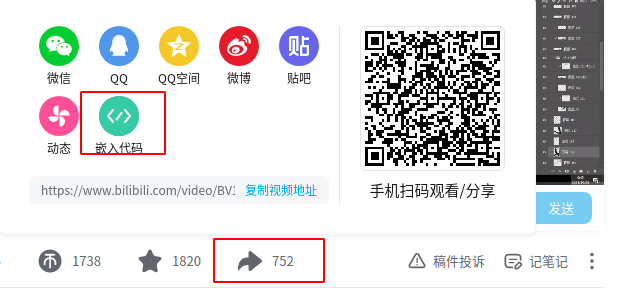 微信 QQ QQ空间 微博 贴吧
动态 嵌入代码
https://www.bilibili.com/video/BV1 复制视频地址
手机扫码观看/分享
发送
1738 1820 752 稿件投诉 记笔记